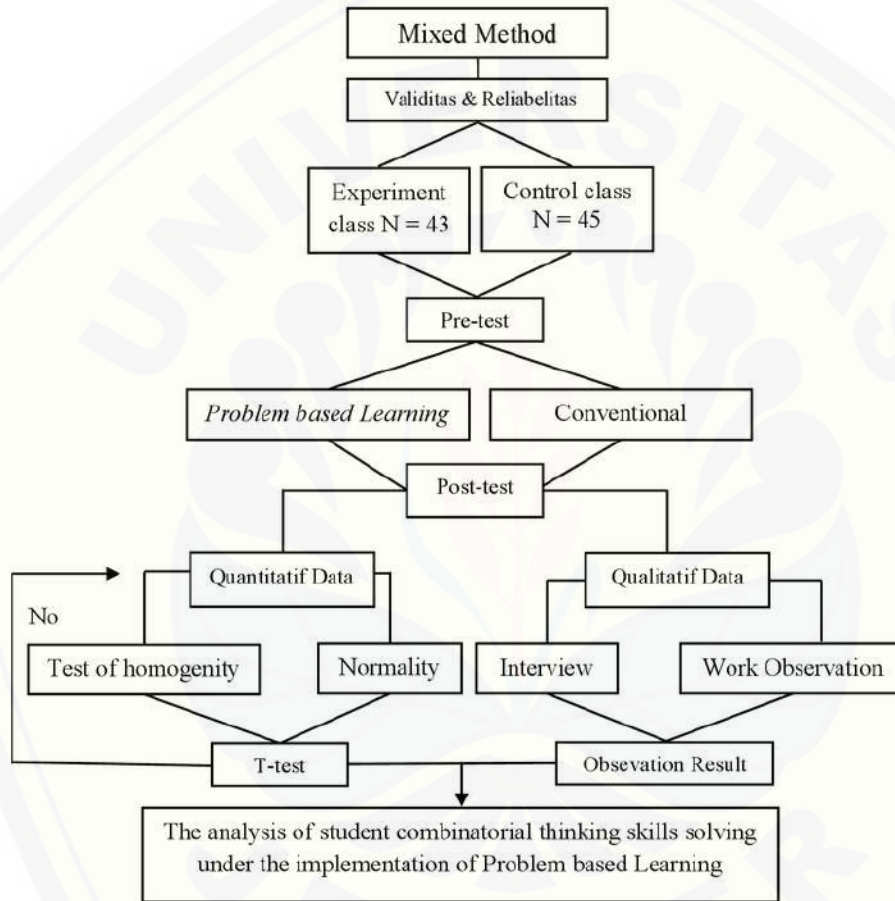 Mixed Method
Validitas & Reliabelitas
Experiment
class N = 43
Control class
N = 45
Pre-test
Problem based Learning
Conventional
Post-test
Quantitatif Data
Qualitatif Data
No
Test of homogenity
Normality
Interview
Work Observation
T-test
Obsevation Result
The analysis of student combinatorial thinking skills solving
under the implementation of Problem based Learning
UNIVERSITAS